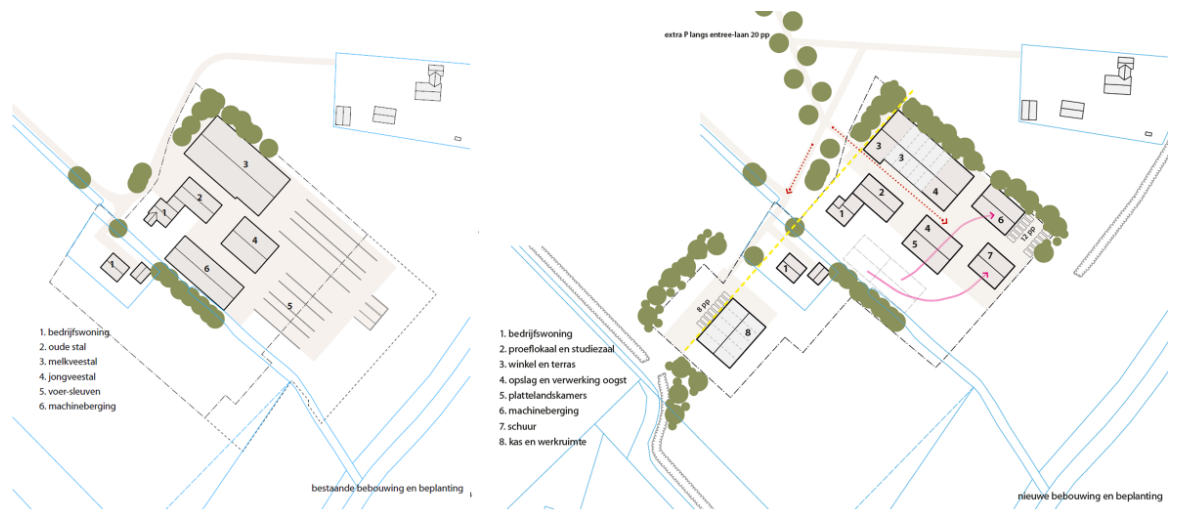 3
2
1
4
6
1
5
1. bedrijfswoning
2. oude stal
3. melkveestal
4. jongveestal
5. voer-sleuven
6. machineberging
bestaande bebouwing en beplanting
extra P langs entree-laan 20 pp
3
3
4
2
1
4
5
6
12 pp
7
1
8 pp
8
1. bedrijfswoning
2. proeflokaal en studiezaal
3. winkel en terras
4. opslag en verwerking oogst
5. plattelandskamers
6. machineberging
7. schuur
8. kas en werkruimte
nieuwe bebouwing en beplanting